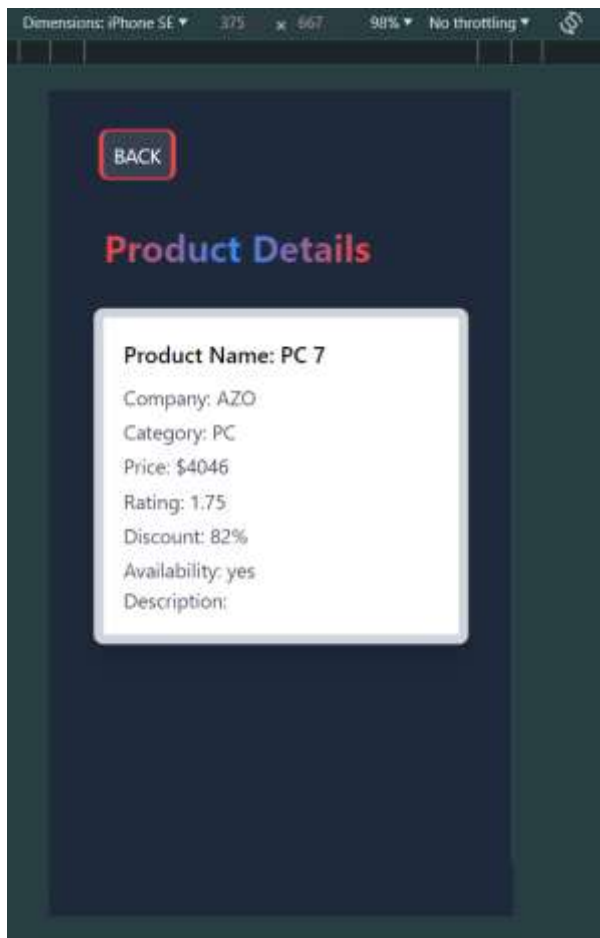 Dimensions: iPhone SE 375 x 667 98% No throttling
BACK
Product Details
Product Name: PC 7
Company: AZO
Category: PC
Price: $4046
Rating: 1.75
Discount: 82%
Availability: yes
Description: